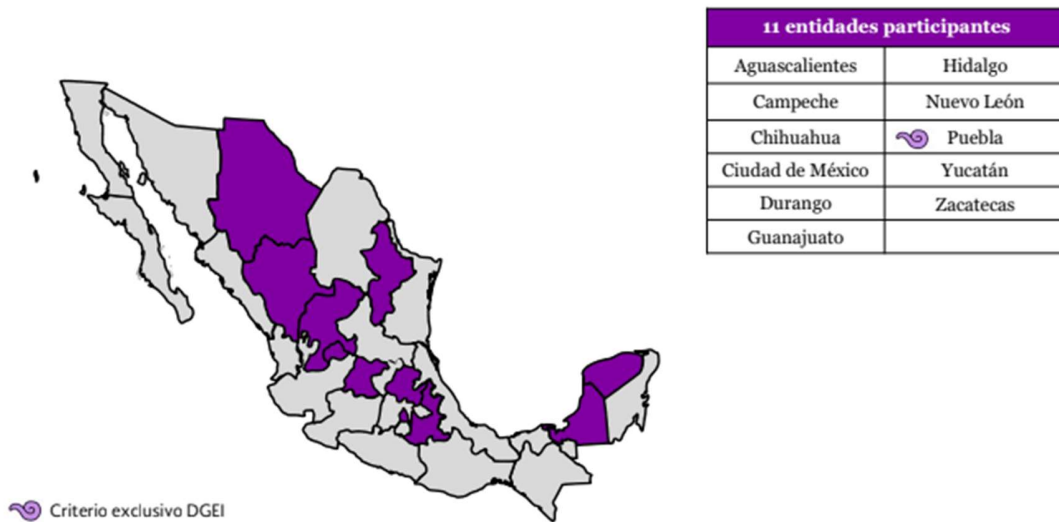 11 entidades participantes
Aguascalientes Hidalgo
Campeche Nuevo León
Chihuahua Puebla
Ciudad de México Yucatán
Durango Zacatecas
Guanajuato
Criterio exclusivo DGEI